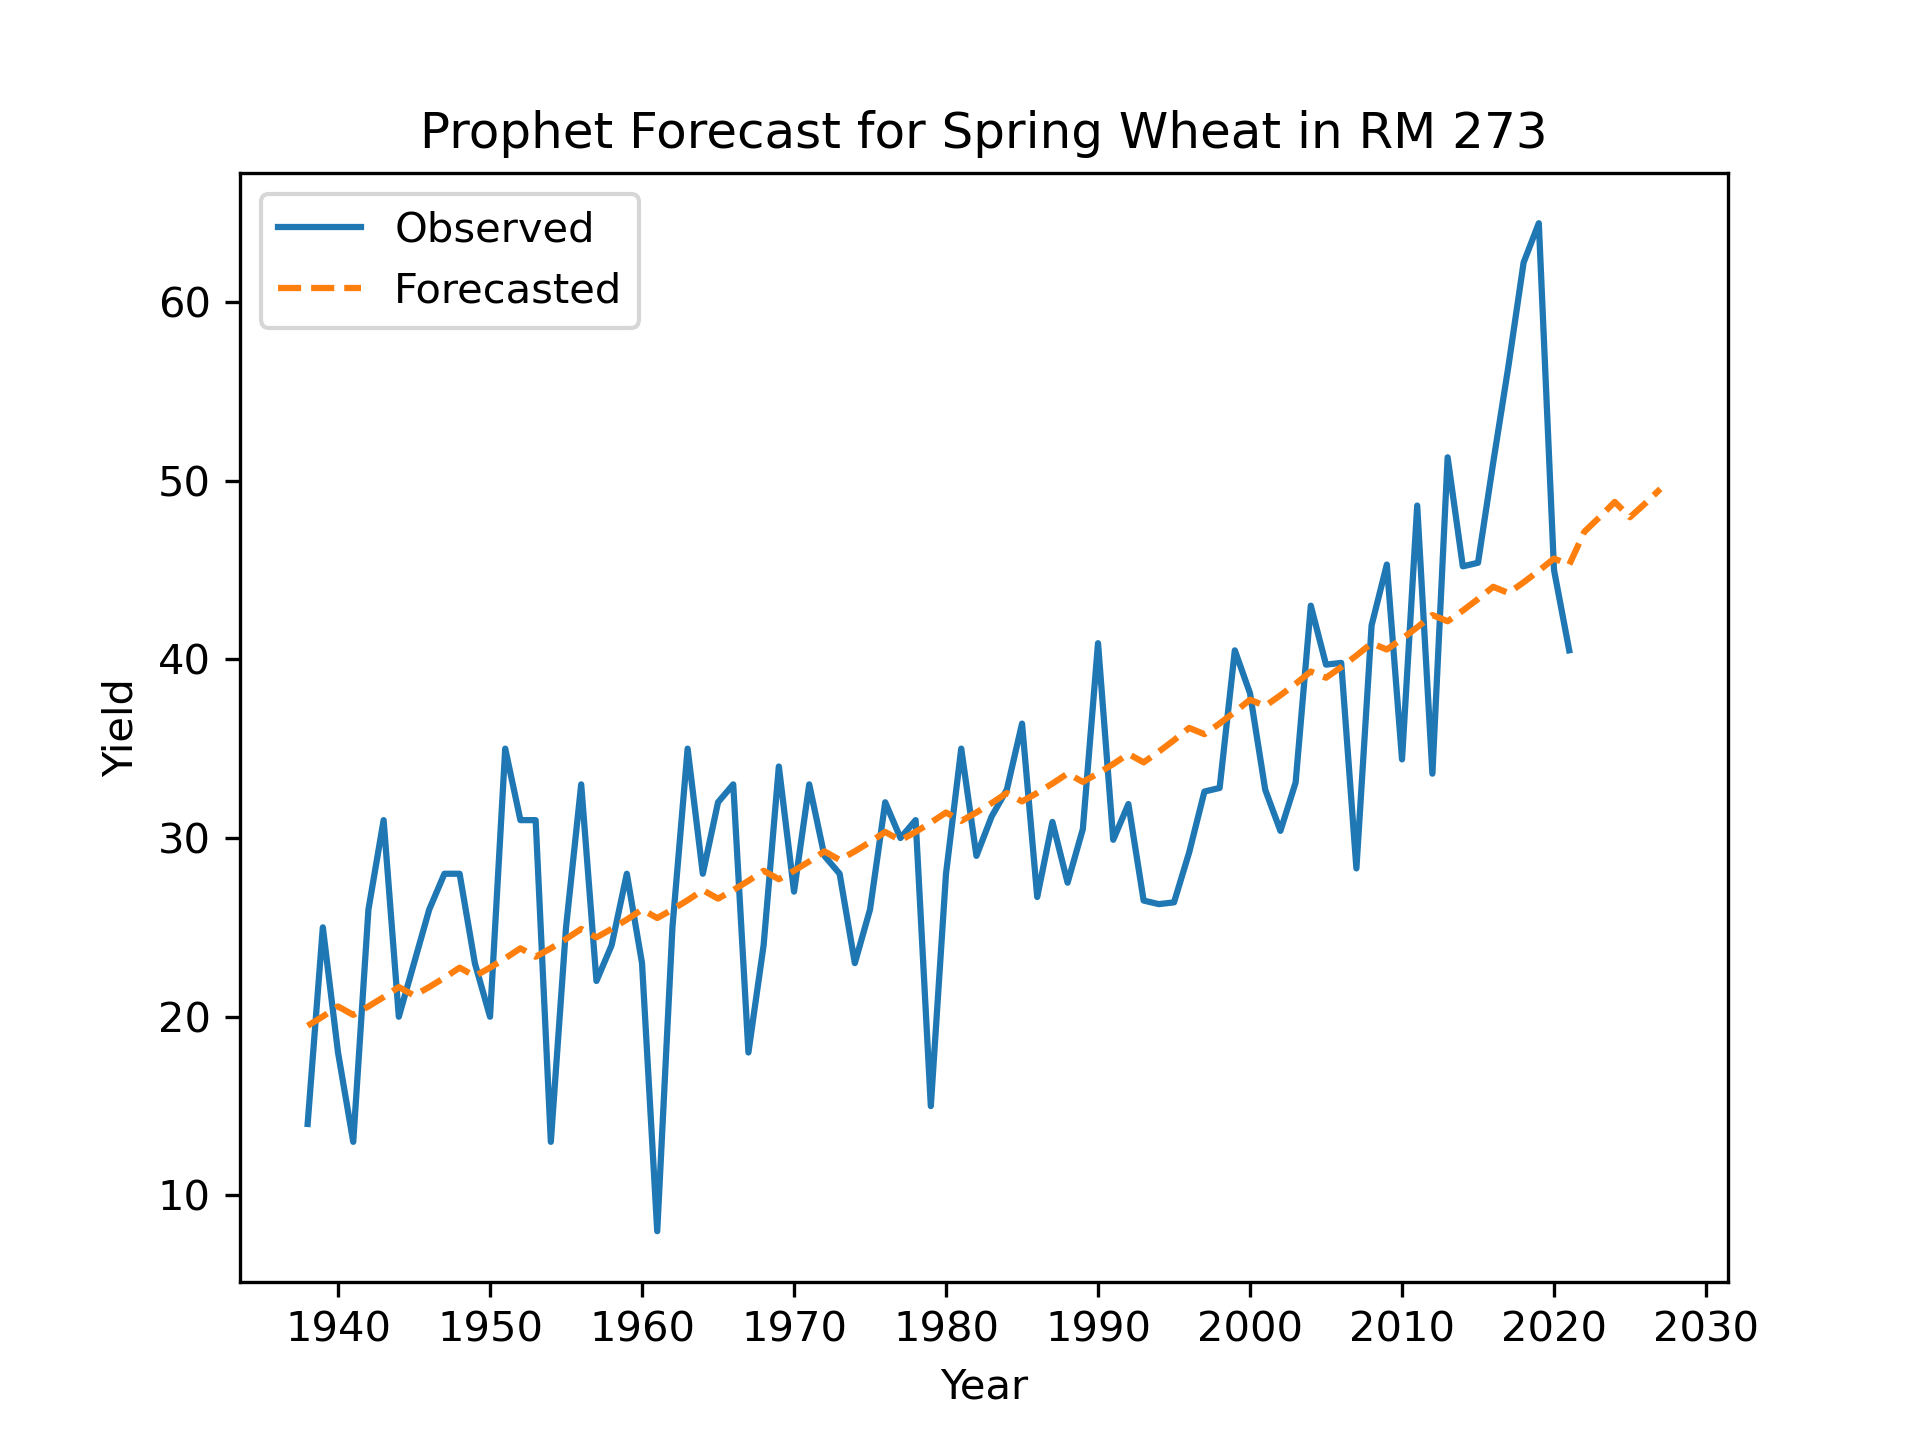 Prophet Forecast for Spring Wheat in RM 273
Observed
Forecasted
60
50
40
30
20
10
Yield
1940 1950 1960 1970 1980 1990 2000 2010 2020 2030
Year